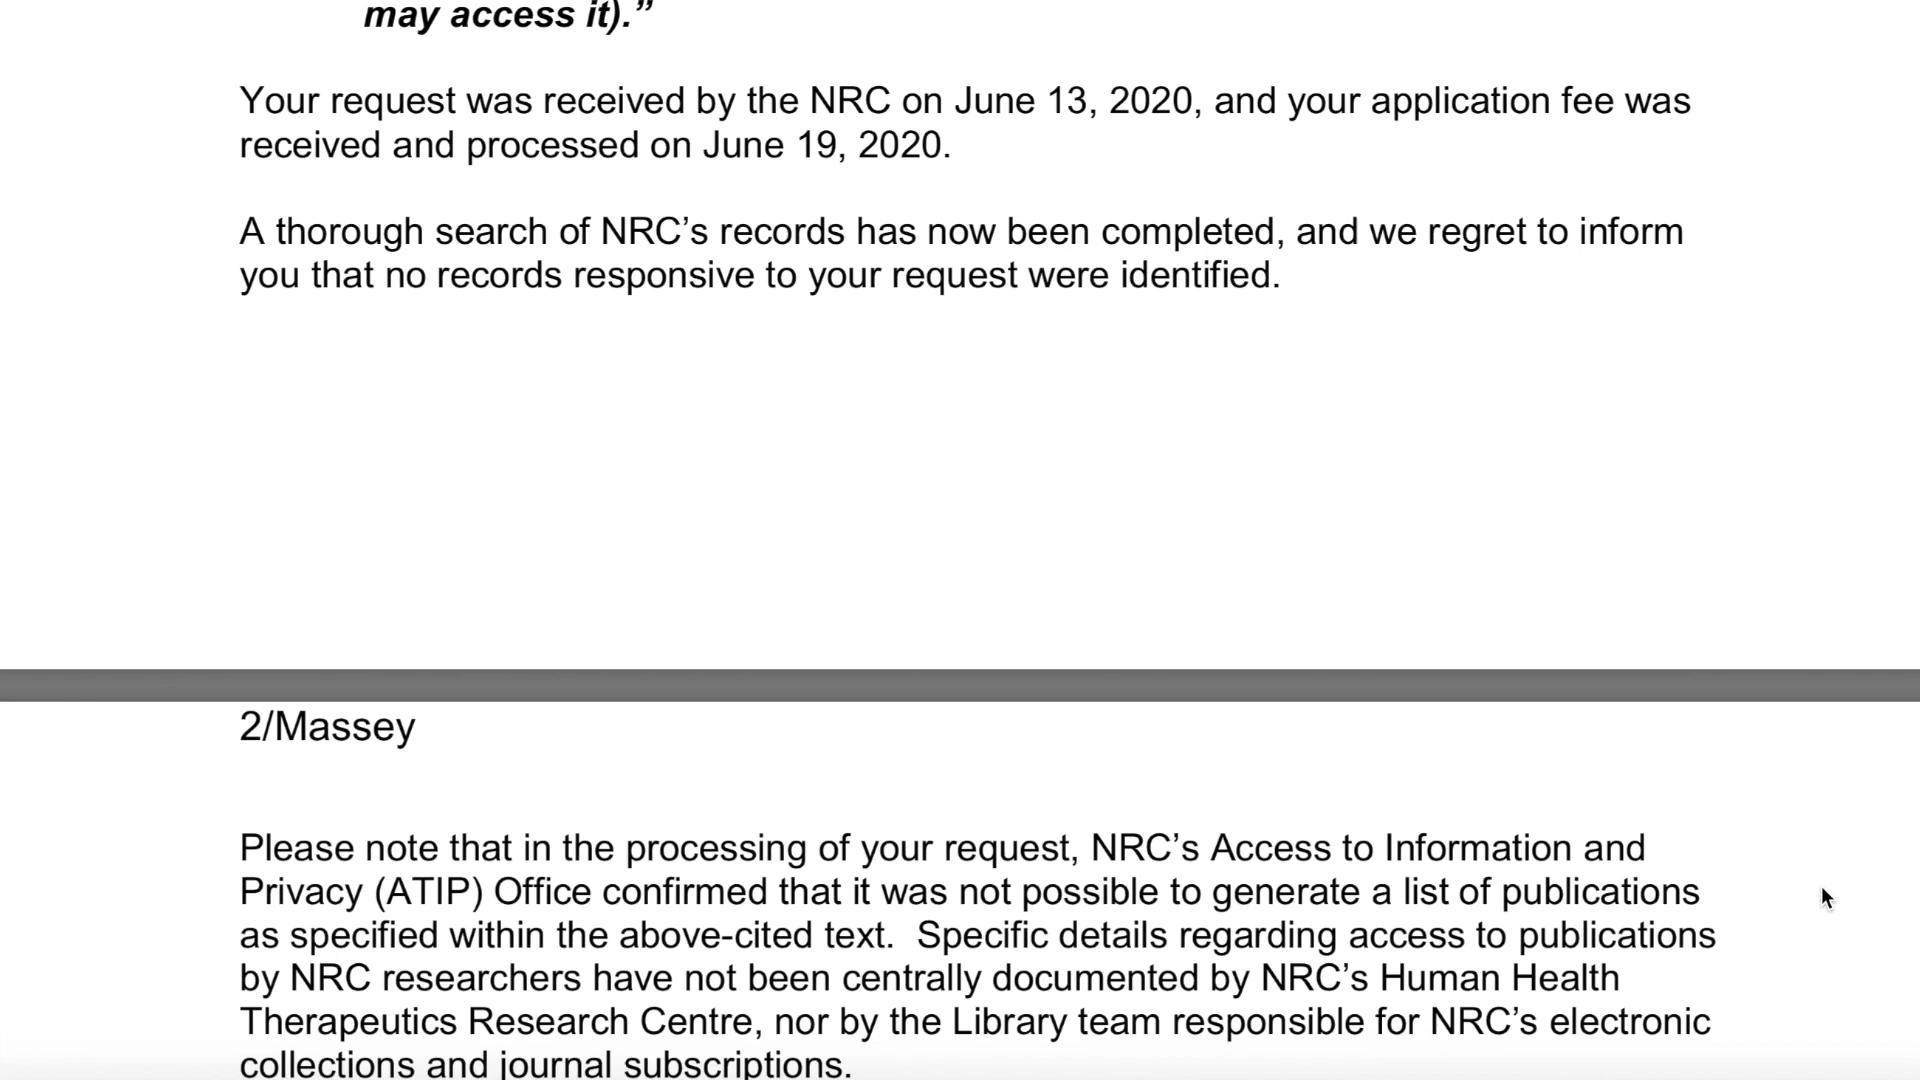 may access it).”
Your request was received by the NRC on June 13, 2020, and your application fee was
received and processed on June 19, 2020.
A thorough search of NRC’s records has now been completed, and we regret to inform
you that no records responsive to your request were identified.
2/Massey
Please note that in the processing of your request, NRC’s Access to Information and
Privacy (ATIP) Office confirmed that it was not possible to generate a list of publications
as specified within the above-cited text.  Specific details regarding access to publications
by NRC researchers have not been centrally documented by NRC’s Human Health
Therapeutics Research Centre, nor by the Library team responsible for NRC’s electronic
collections and journal subscriptions.